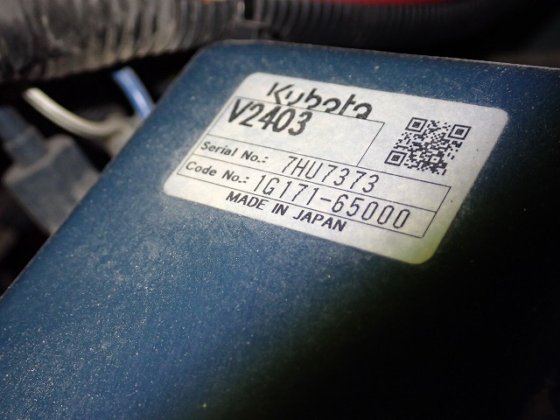 Kubota
V2403
Serial No.: 7HU7373
Code No.: 1G171-65000
MADE IN JAPAN